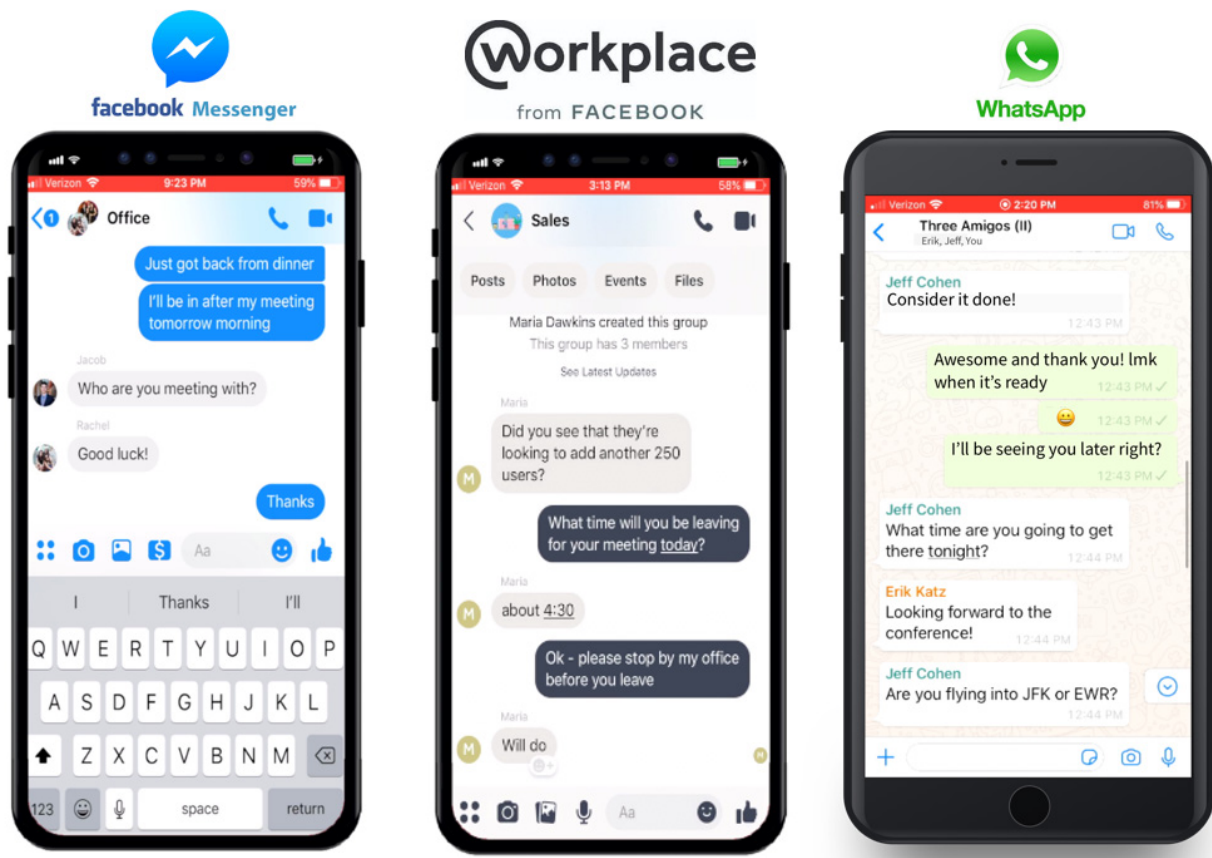 facebook Messenger
Verizon 9:23 PM 59%
1 Office
Just got back from dinner
I'll be in after my meeting
tomorrow morning
Jacob
Who are you meeting with?
Rachel
Good luck!
Thanks
Aa
I Thanks I'll
Q W E R T Y U I O P
A S D F G H J K L
Z X C V B N M
123 space return
Workplace
from FACEBOOK
Verizon 3:13 PM 58%
Sales
Posts Photos Events Files
Maria Dawkins created this group
This group has 3 members
See Latest Updates
Maria
Did you see that they're
looking to add another 250
users?
M
What time will you be leaving
for your meeting today?
Maria
M about 4:30
Ok - please stop by my office
before you leave
Maria
M Will do M
Aa
WhatsApp
Verizon 2:20 PM 81%
Three Amigos (II)
Erik, Jeff, You
Jeff Cohen
Consider it done!
12:43 PM
Awesome and thank you! lmk
when it's ready 12:43 PM
😀 12:43 PM
I'll be seeing you later right?
12:43 PM
Jeff Cohen
What time are you going to get
there tonight? 12:44 PM
Erik Katz
Looking forward to the
conference! 12:44 PM
Jeff Cohen
Are you flying into JFK or EWR?
12:44 PM